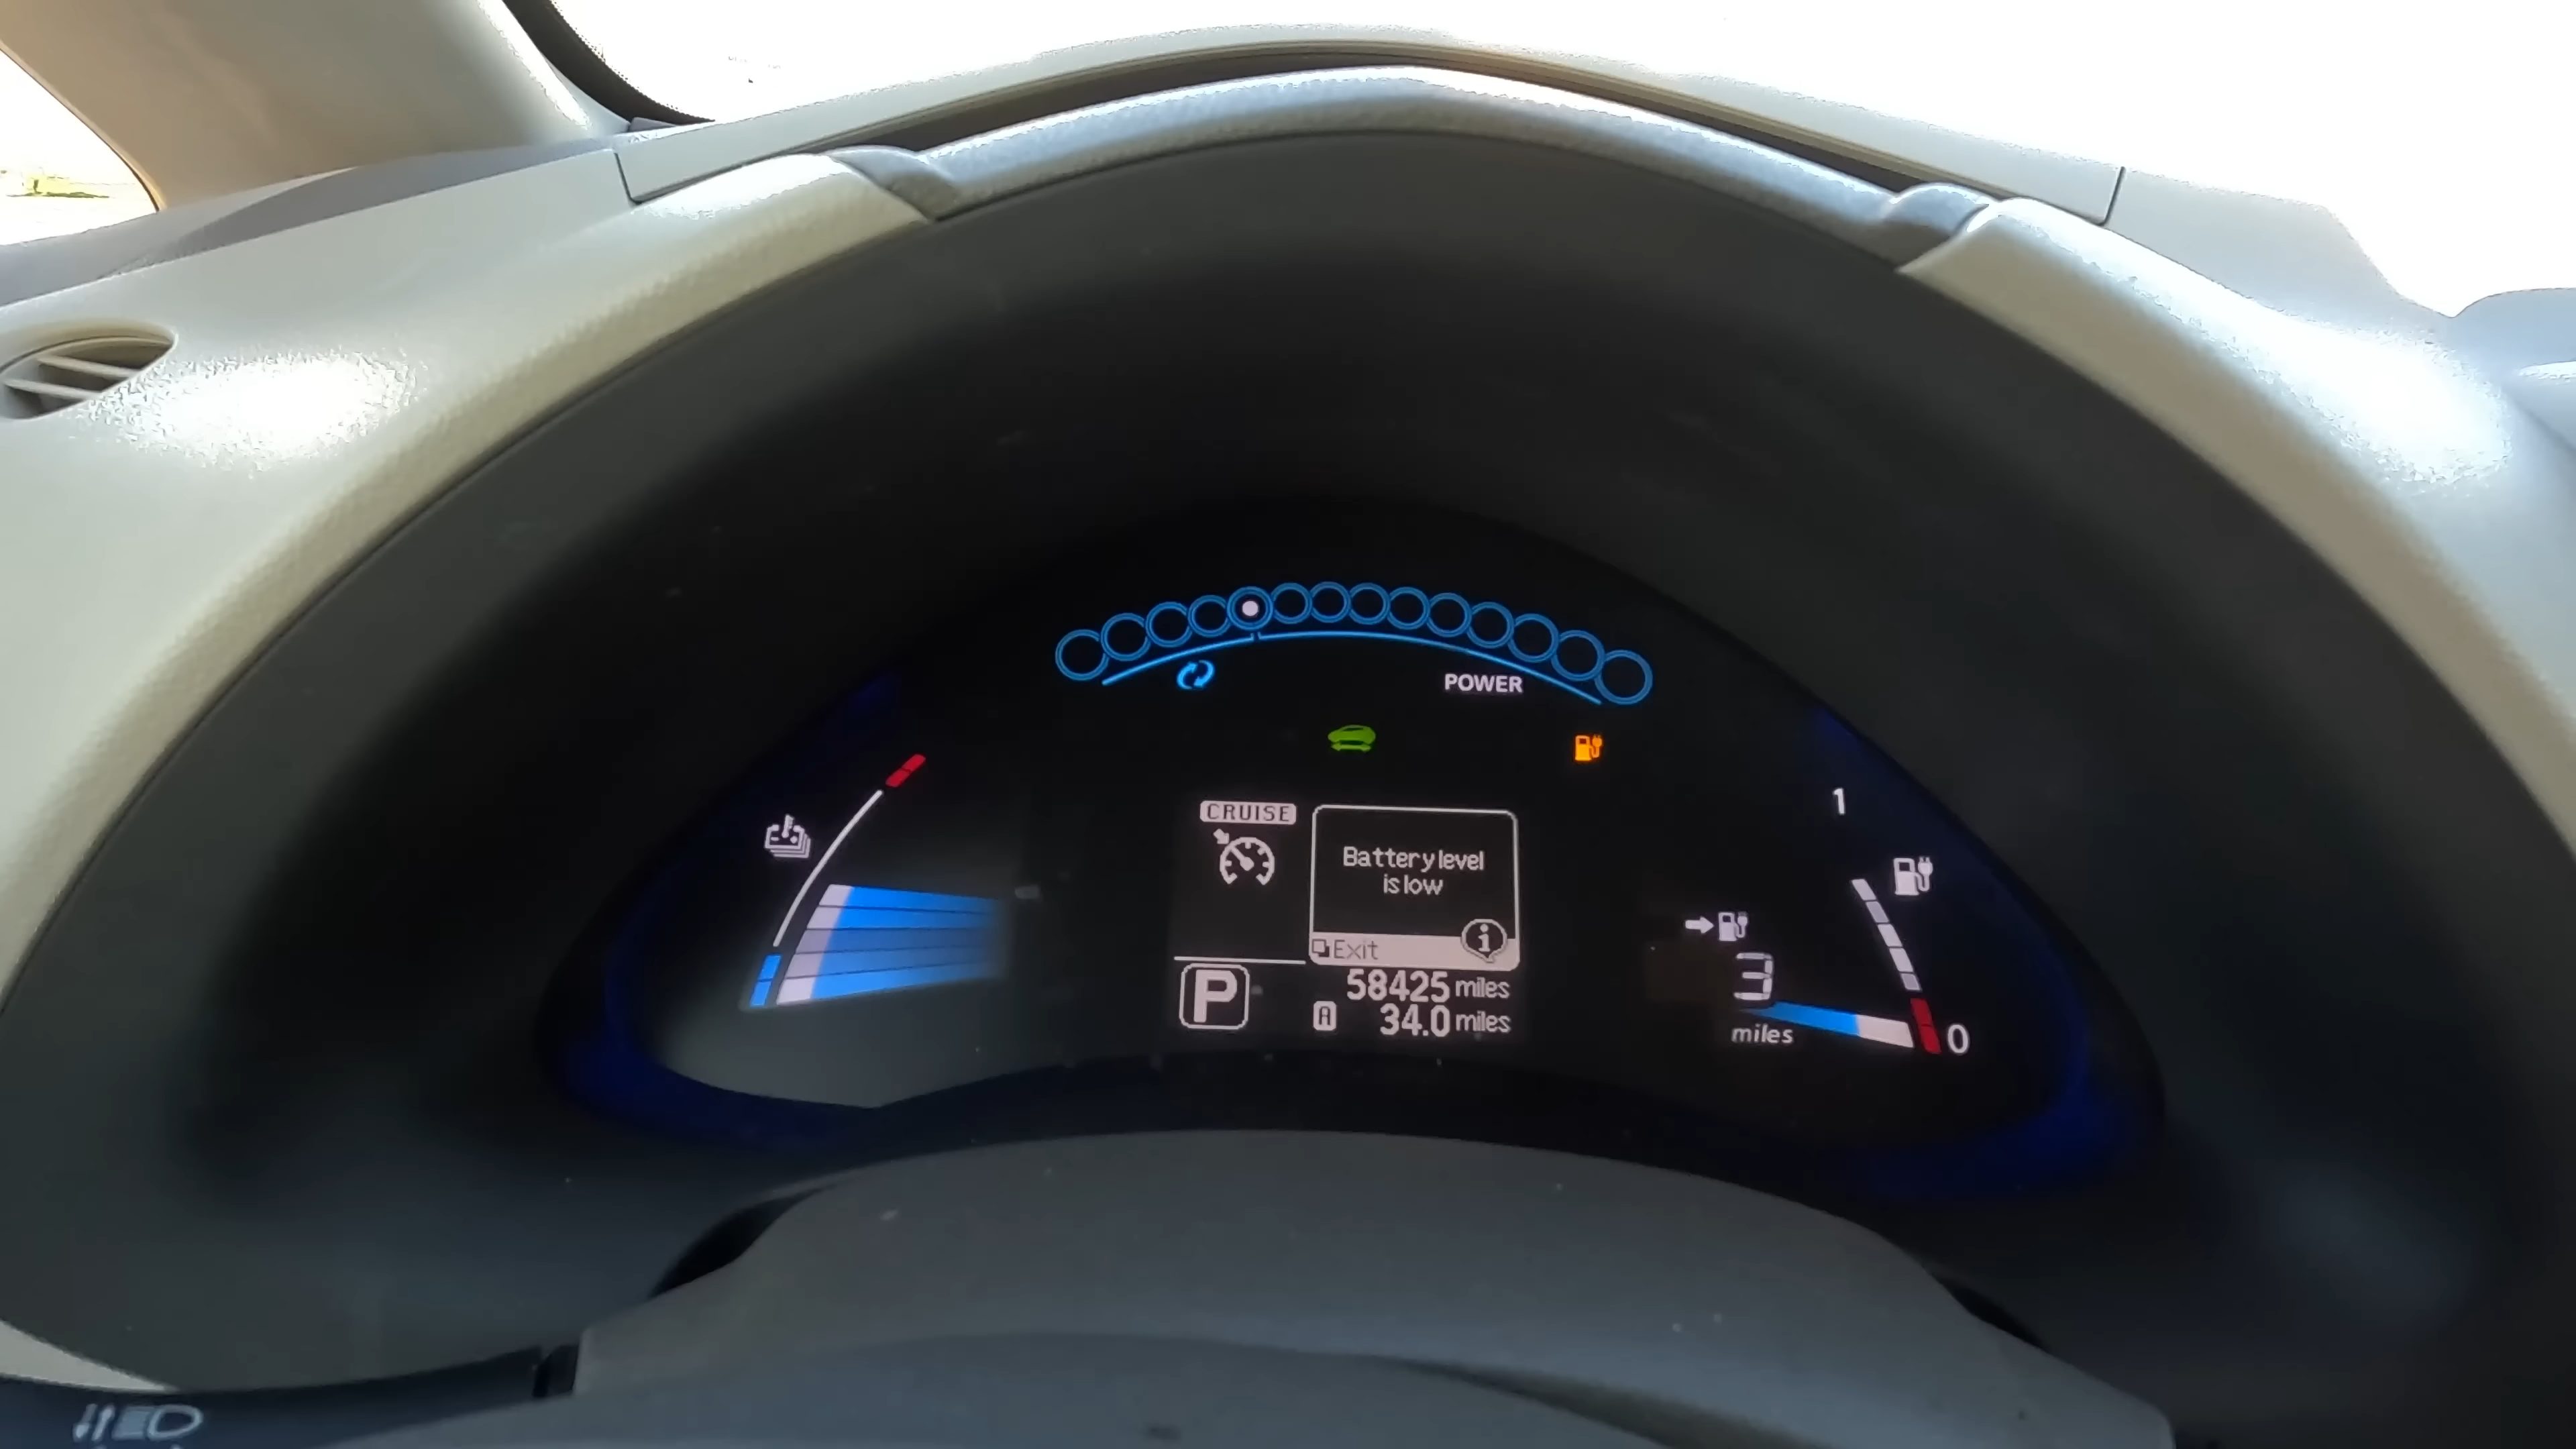 POWER
CRUISE
Battery level
is low
Exit
i
P
58425 miles
A 34.0 miles
1
3
miles
0